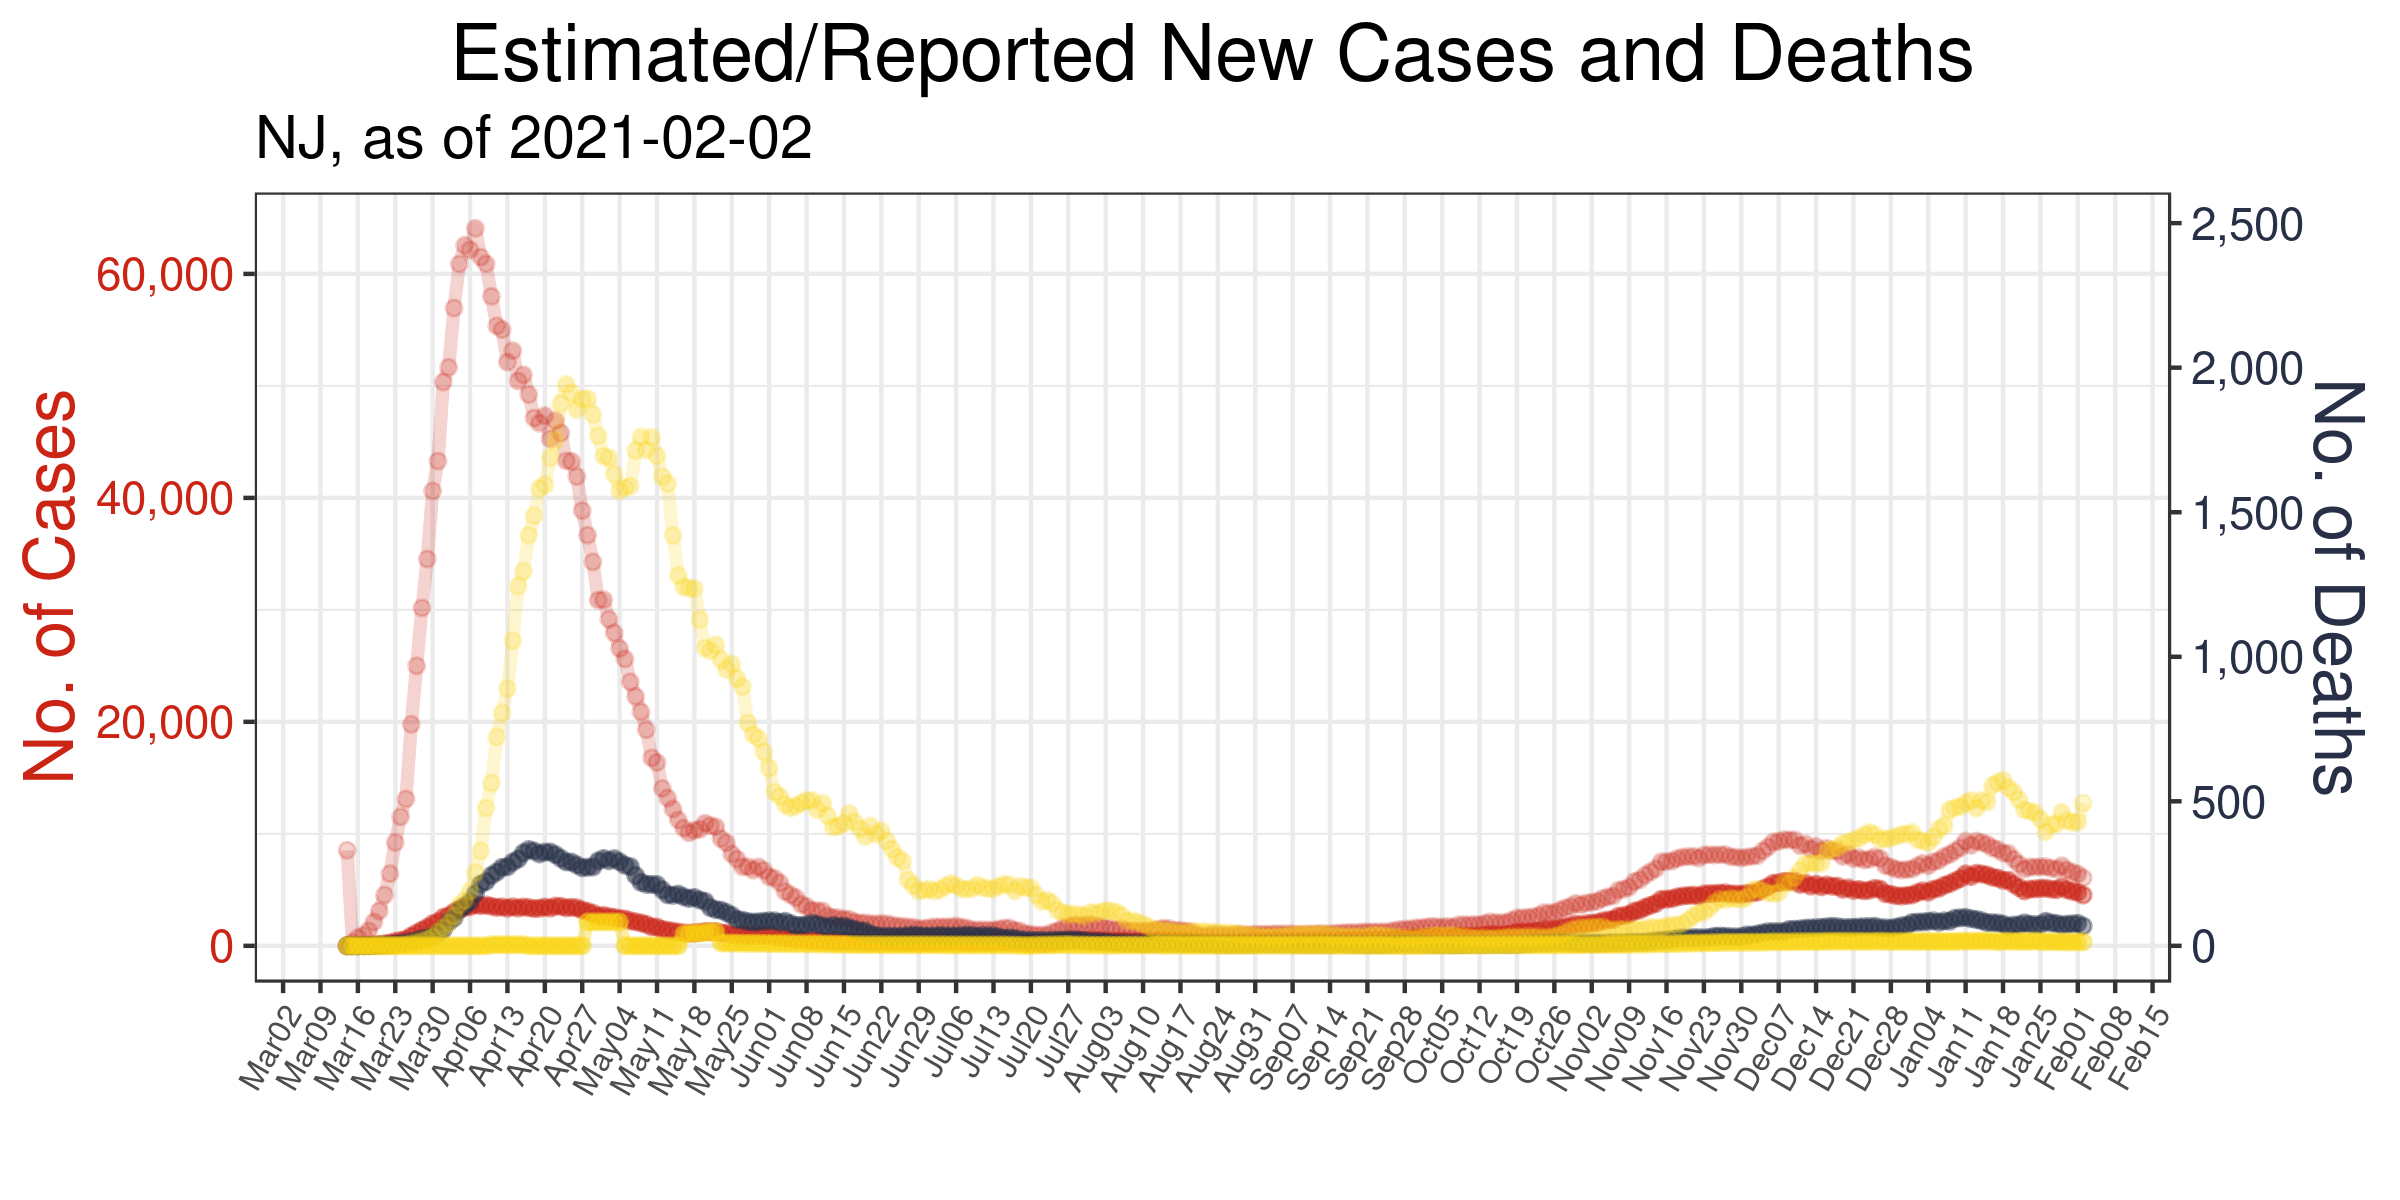 Estimated/Reported New Cases and Deaths
NJ, as of 2021-02-02
No. of Cases
60,000
40,000
20,000
0
2,500
2,000
1,500
1,000
500
0
No. of Deaths
Mar02
Mar09
Mar16
Mar23
Mar30
Apr06
Apr13
Apr20
Apr27
May04
May11
May18
May25
Jun01
Jun08
Jun15
Jun22
Jun29
Jul06
Jul13
Jul20
Jul27
Aug03
Aug10
Aug17
Aug24
Aug31
Sep07
Sep14
Sep21
Sep28
Oct05
Oct12
Oct19
Oct26
Nov02
Nov09
Nov16
Nov23
Nov30
Dec07
Dec14
Dec21
Dec28
Jan04
Jan11
Jan18
Jan25
Feb01
Feb08
Feb15